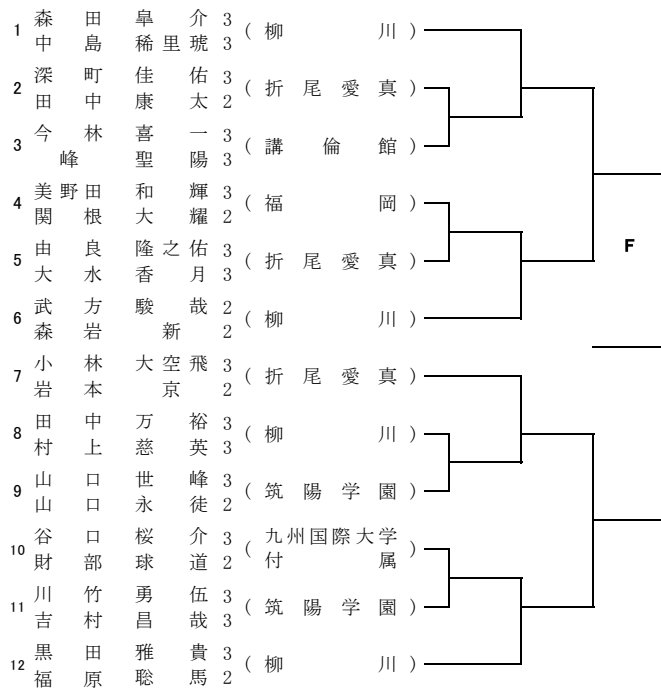 1 森田皐介 3 (柳川)
中島稀里琥 3
2 深町佳佑 3 (折尾愛真)
田中康太 2
3 今林喜一 3 (講倫館)
峰聖陽 3
4 美野田和輝 3 (福岡)
関根大耀 2
5 由良隆之佑 3 (折尾愛真)
大水香月 3
F
6 武方駿哉 2 (柳川)
森岩新 2
7 小林大空飛 3 (折尾愛真)
岩本京 2
8 田中万裕 3 (柳川)
村上慈英 3
9 山口世峰 3 (筑陽学園)
山口永徒 2
10 谷口桜介 3 (九州国際大学
財部球道 2 付属)
11 川竹勇伍 3 (筑陽学園)
吉村昌哉 3
12 黒田雅貴 3 (柳川)
福原聡馬 2